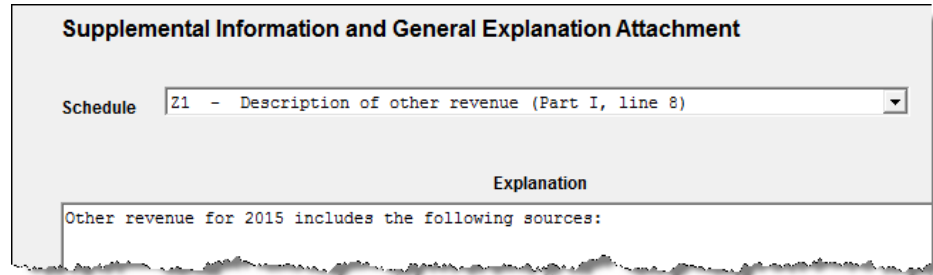 Supplemental Information and General Explanation Attachment
Schedule Z1 - Description of other revenue (Part I, line 8)
Explanation
Other revenue for 2015 includes the following sources: